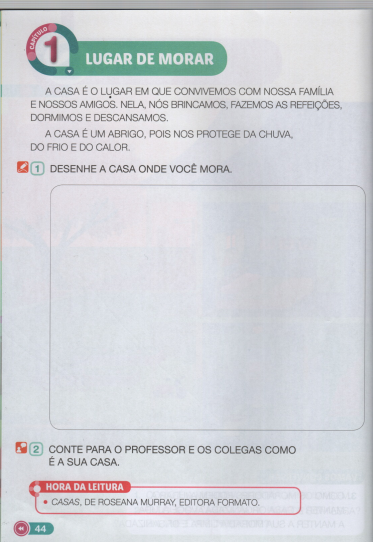 CAPÍTULO
1
LUGAR DE MORAR
A CASA É O LUGAR EM QUE CONVIVEMOS COM NOSSA FAMÍLIA
E NOSSOS AMIGOS. NELA, NÓS BRINCAMOS, FAZEMOS AS REFEIÇÕES,
DORMIMOS E DESCANSAMOS.
A CASA É UM ABRIGO, POIS NOS PROTEGE DA CHUVA,
DO FRIO E DO CALOR.
1 DESENHE A CASA ONDE VOCÊ MORA.
2 CONTE PARA O PROFESSOR E OS COLEGAS COMO
É A SUA CASA.
HORA DA LEITURA
• CASAS, DE ROSEANA MURRAY, EDITORA FORMATO.
44